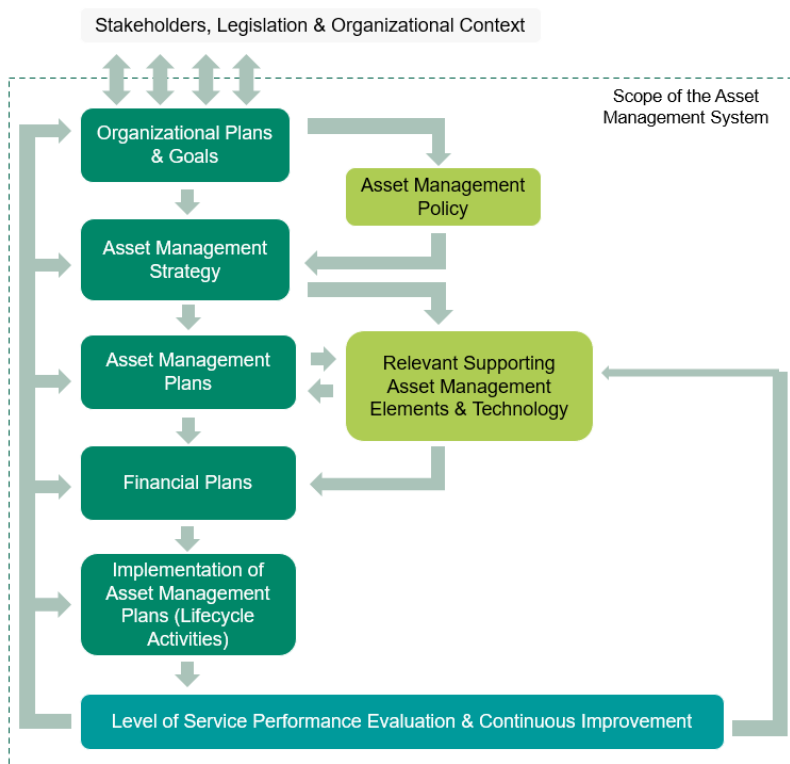 Stakeholders, Legislation & Organizational Context
Scope of the Asset
Management System
Organizational Plans
& Goals
Asset Management
Policy
Asset Management
Strategy
Asset Management
Plans
Relevant Supporting
Asset Management
Elements & Technology
Financial Plans
Implementation of
Asset Management
Plans (Lifecycle
Activities)
Level of Service Performance Evaluation & Continuous Improvement